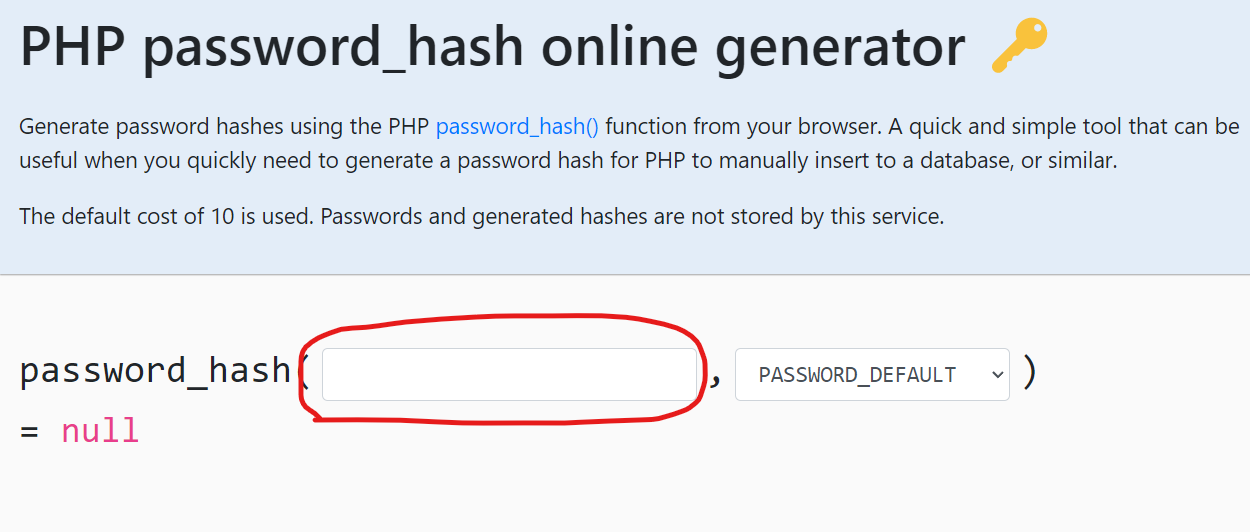 PHP password_hash online generator
Generate password hashes using the PHP password_hash() function from your browser. A quick and simple tool that can be
useful when you quickly need to generate a password hash for PHP to manually insert to a database, or similar.
The default cost of 10 is used. Passwords and generated hashes are not stored by this service.
password_hash( , PASSWORD_DEFAULT )
= null